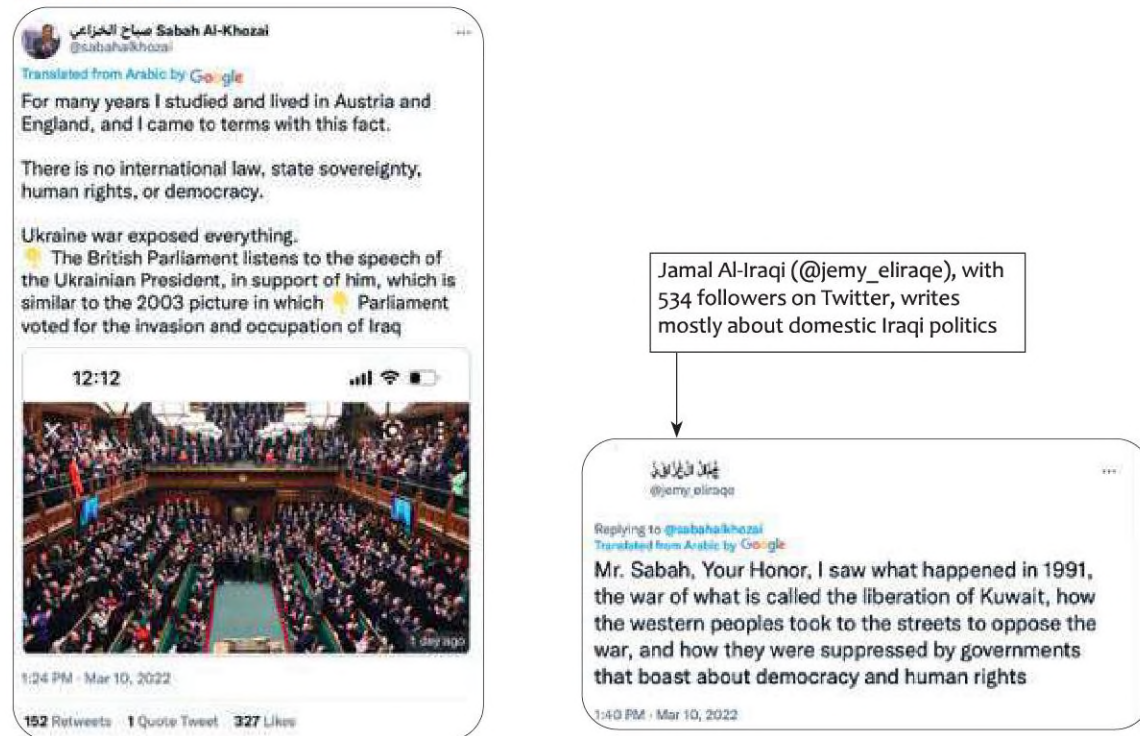 صباح الخزاعي Sabah Al-Khozai
@sabahalkhozai
Translated from Arabic by Google
For many years I studied and lived in Austria and
England, and I came to terms with this fact.
There is no international law, state sovereignty,
human rights, or democracy.
Ukraine war exposed everything.
👇 The British Parliament listens to the speech of
the Ukrainian President, in support of him, which is
similar to the 2003 picture in which 👇 Parliament
voted for the invasion and occupation of Iraq
12:12
1 day ago
1:24 PM · Mar 10, 2022
152 Retweets 1 Quote Tweet 327 Likes
Jamal Al-Iraqi (@jemy_eliraqe), with
534 followers on Twitter, writes
mostly about domestic Iraqi politics
@jemy_eliraqe
Replying to @sabahalkhozai
Translated from Arabic by Google
Mr. Sabah, Your Honor, I saw what happened in 1991,
the war of what is called the liberation of Kuwait, how
the western peoples took to the streets to oppose the
war, and how they were suppressed by governments
that boast about democracy and human rights
1:40 PM · Mar 10, 2022